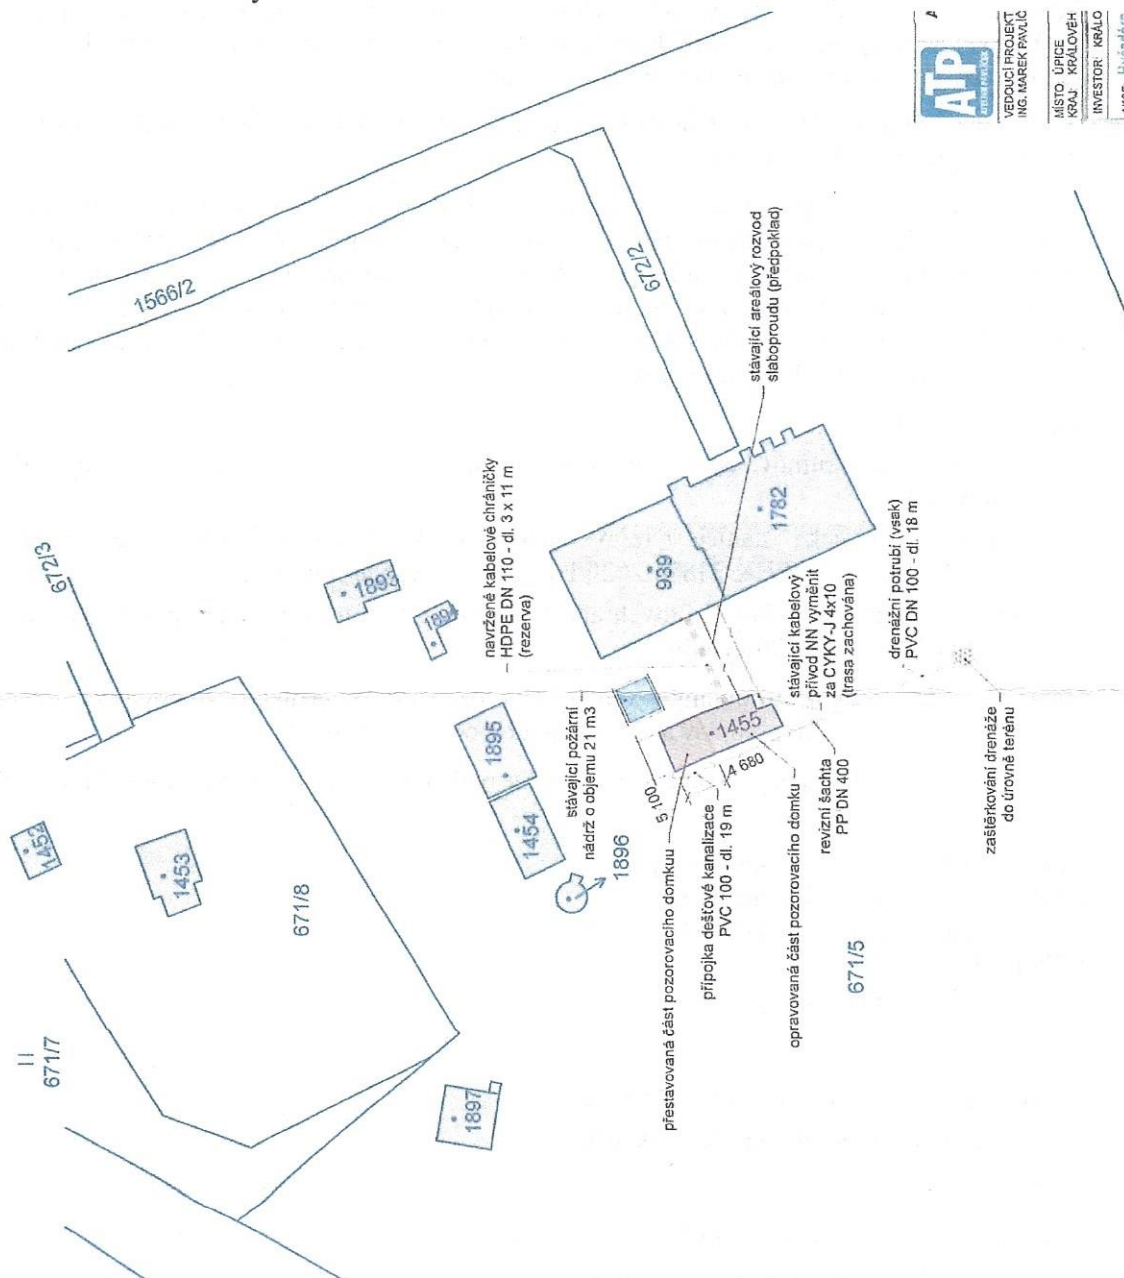 ATP
VEDOUCÍ PROJEKT
ING. MAREK PAVLÍČ
MÍSTO: ÚPICE
KRAJ: KRÁLOVÉH
INVESTOR: KRÁLO
1566/2
672/2
672/3
stávající areálový rozvod
slaboproudu (předpoklad)
navržené kabelové chráničky
HDPE DN 110 - dl. 3 x 11 m
(rezerva)
1893
1894
939
1782
stávající kabelový
přívod NN vyměnit
za CYKY-J 4x10
(trasa zachována)
drenážní potrubí (vsak)
PVC DN 100 - dl. 18 m
stávající požární
nádrž o objemu 21 m3
1895
1454
1896
1455
5 100
4 680
1452
1453
671/8
přestavovaná část pozorovacího domkuu
přípojka dešťové kanalizace
PVC 100 - dl. 19 m
opravovaná část pozorovacího domku
revizní šachta
PP DN 400
zaštěrkování drenáže
do úrovně terénu
671/5
671/7
1897